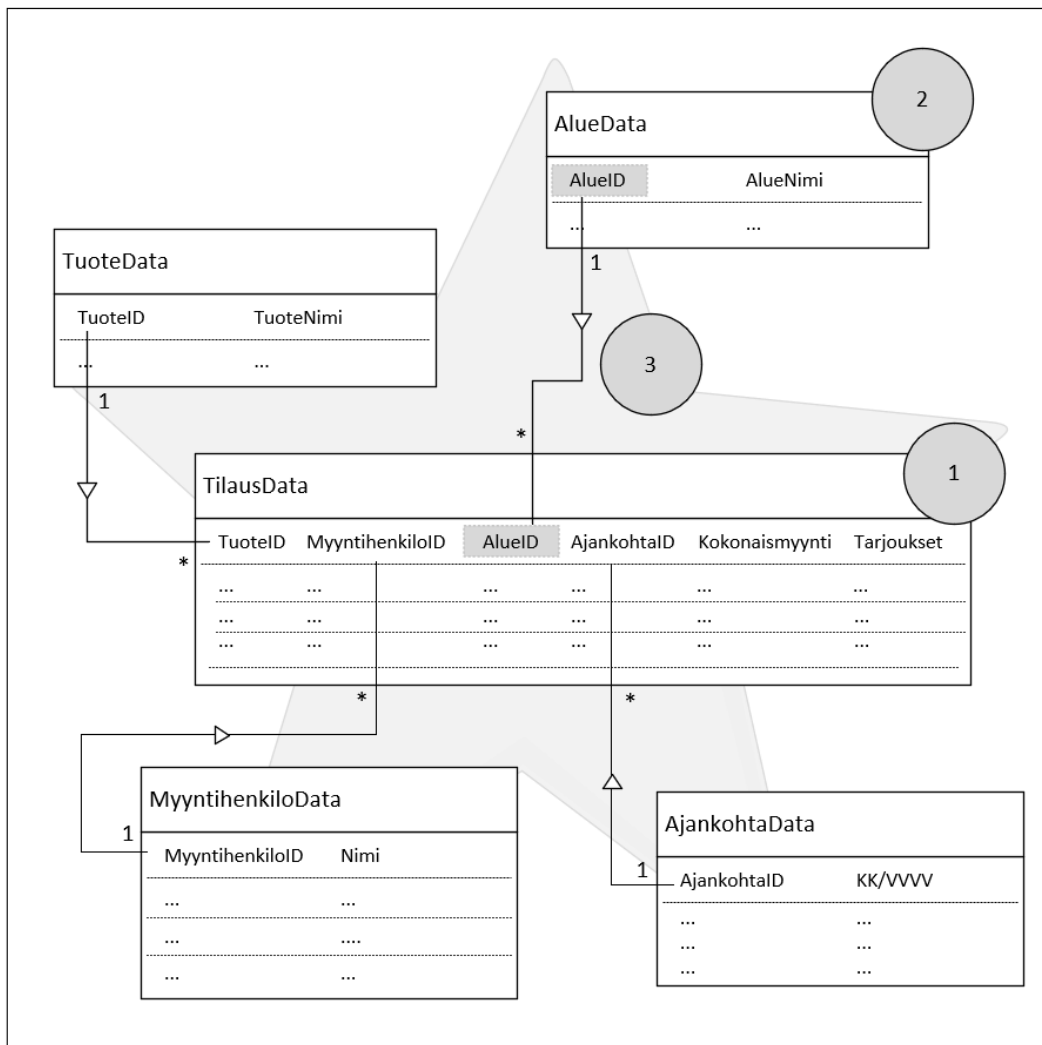 2
AlueData
AlueID AlueNimi
... ...
1
TuoteData
TuoteID TuoteNimi
... ...
1
3
*
1
TilausData
TuoteID MyyntihenkiloID AlueID AjankohtaID Kokonaismyynti Tarjoukset
*
... ... ... ... ... ...
... ... ... ... ... ...
... ... ... ... ... ...
* *
MyyntihenkiloData
1
MyyntihenkiloID Nimi
... ...
... ....
... ...
AjankohtaData
1
AjankohtaID KK/VVVV
... ...
... ...
... ...